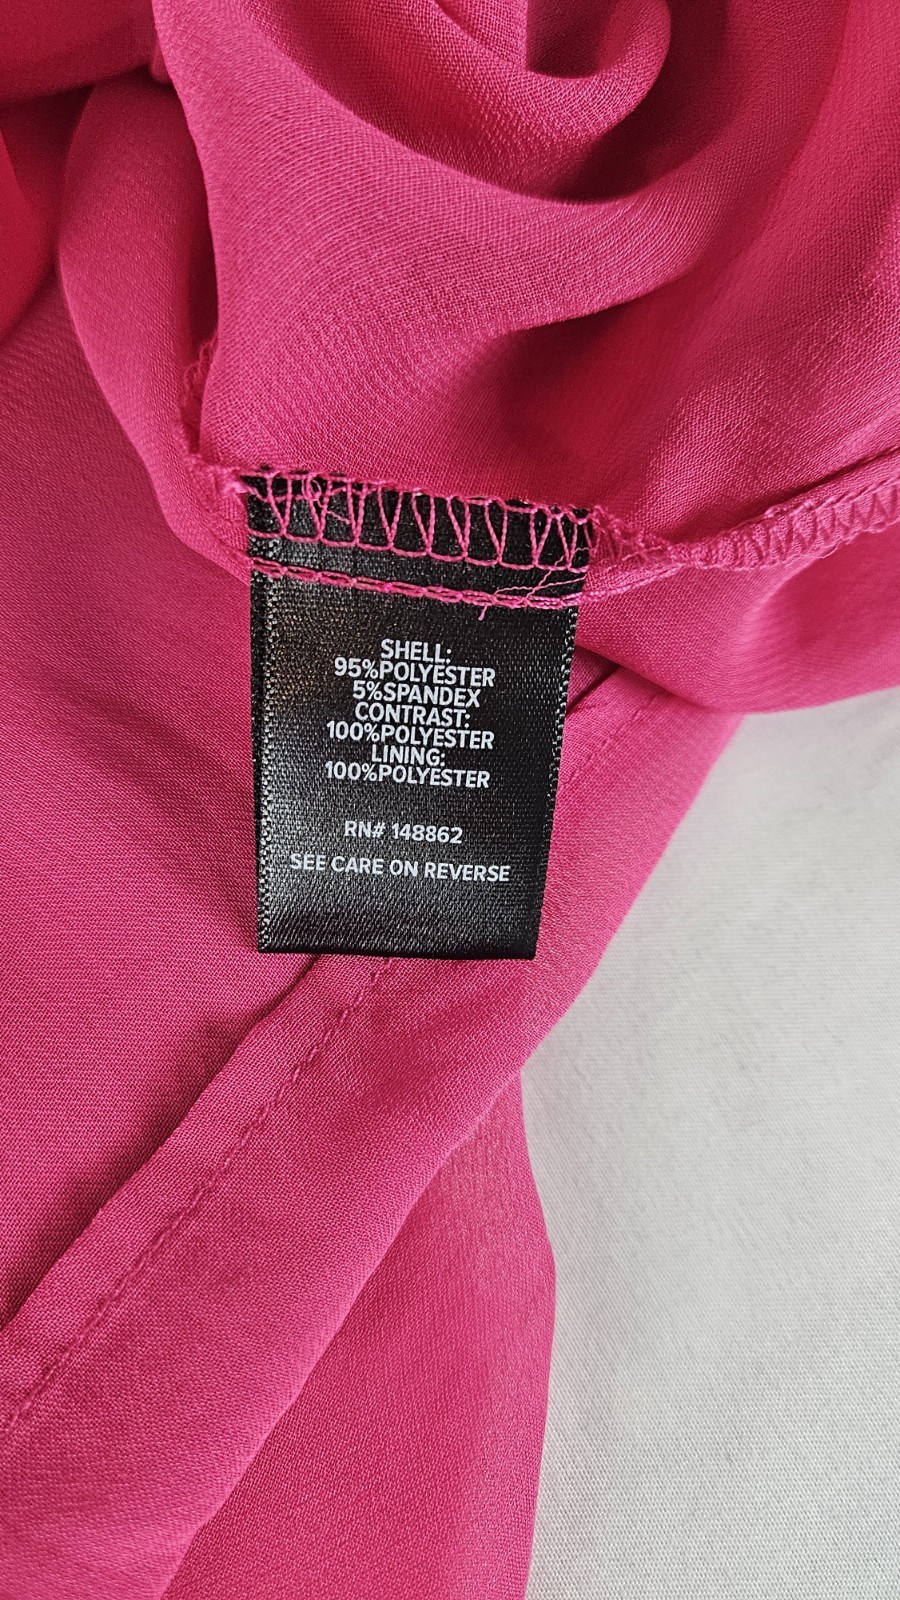 SHELL:
95%POLYESTER
5%SPANDEX
CONTRAST:
100%POLYESTER
LINING:
100%POLYESTER
RN# 148862
SEE CARE ON REVERSE